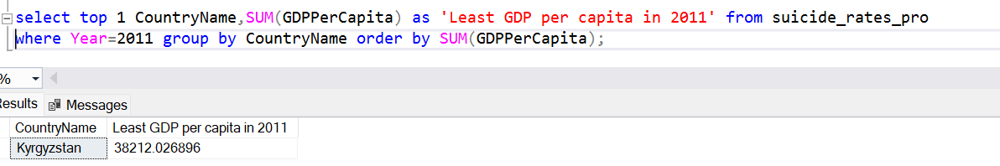 select top 1 CountryName,SUM(GDPPerCapita) as 'Least GDP per capita in 2011' from suicide_rates_pro
where Year=2011 group by CountryName order by SUM(GDPPerCapita);
%
Results Messages
CountryName Least GDP per capita in 2011
Kyrgyzstan 38212.026896